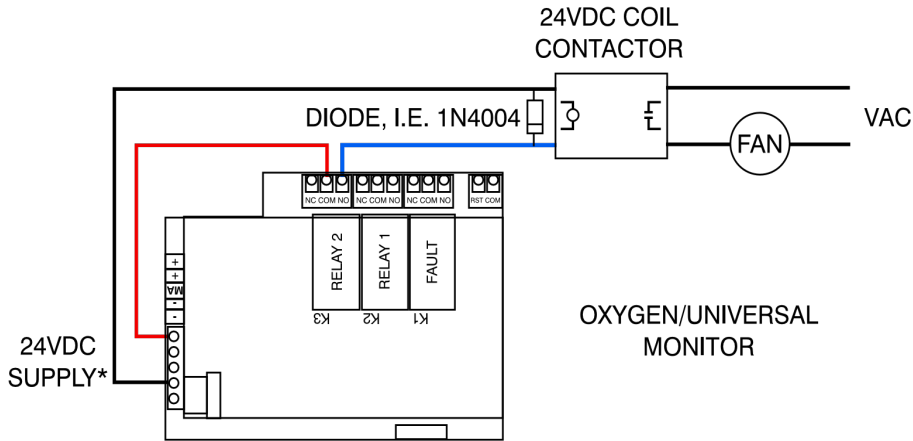 24VDC COIL
CONTACTOR
DIODE, I.E. 1N4004
VAC
FAN
NC COM NO
NC COM NO
NC COM NO
RST COM
RELAY 2
RELAY 1
FAULT
K3
K2
K1
+
+
MA
-
-
24VDC
SUPPLY*
OXYGEN/UNIVERSAL
MONITOR